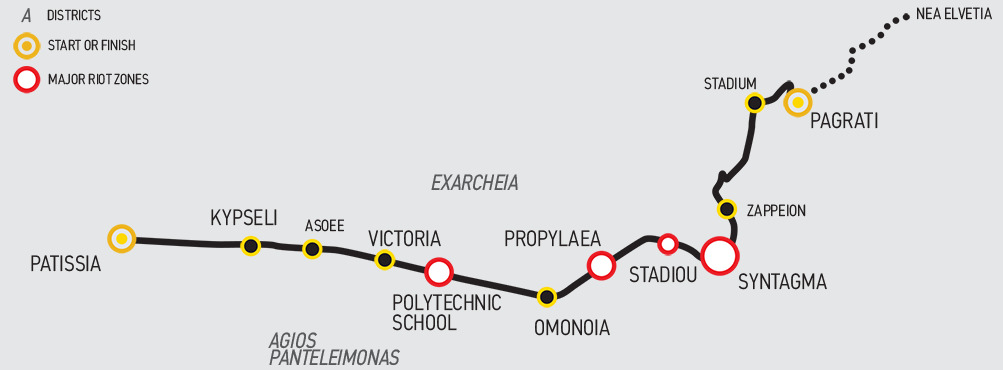 A DISTRICTS
START OR FINISH
MAJOR RIOT ZONES
NEA ELVETIA
STADIUM
PAGRATI
EXARCHEIA
KYPSELI
ASOEE
VICTORIA
PROPYLAEA
ZAPPEION
PATISSIA
STADIOU
SYNTAGMA
POLYTECHNIC
SCHOOL
OMONOIA
AGIOS
PANTELEIMONAS